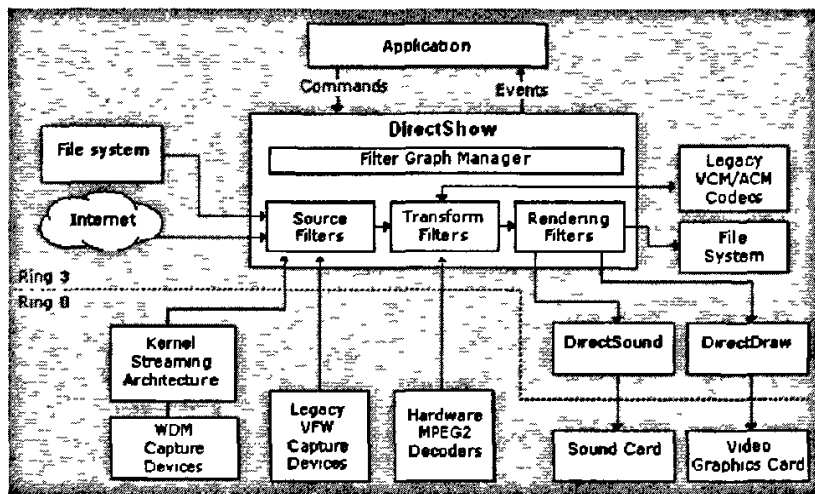 Application
Commands
Events
DirectShow
File system
Filter Graph Manager
Legacy
VCM/ACM
Codecs
Internet
Source
Filters
Transform
Filters
Rendering
Filters
File
System
Ring 3
Ring 0
Kernel
Streaming
Architecture
DirectSound
DirectDraw
WDM
Capture
Devices
Legacy
VFW
Capture
Devices
Hardware
MPEG2
Decoders
Sound Card
Video
Graphics Card